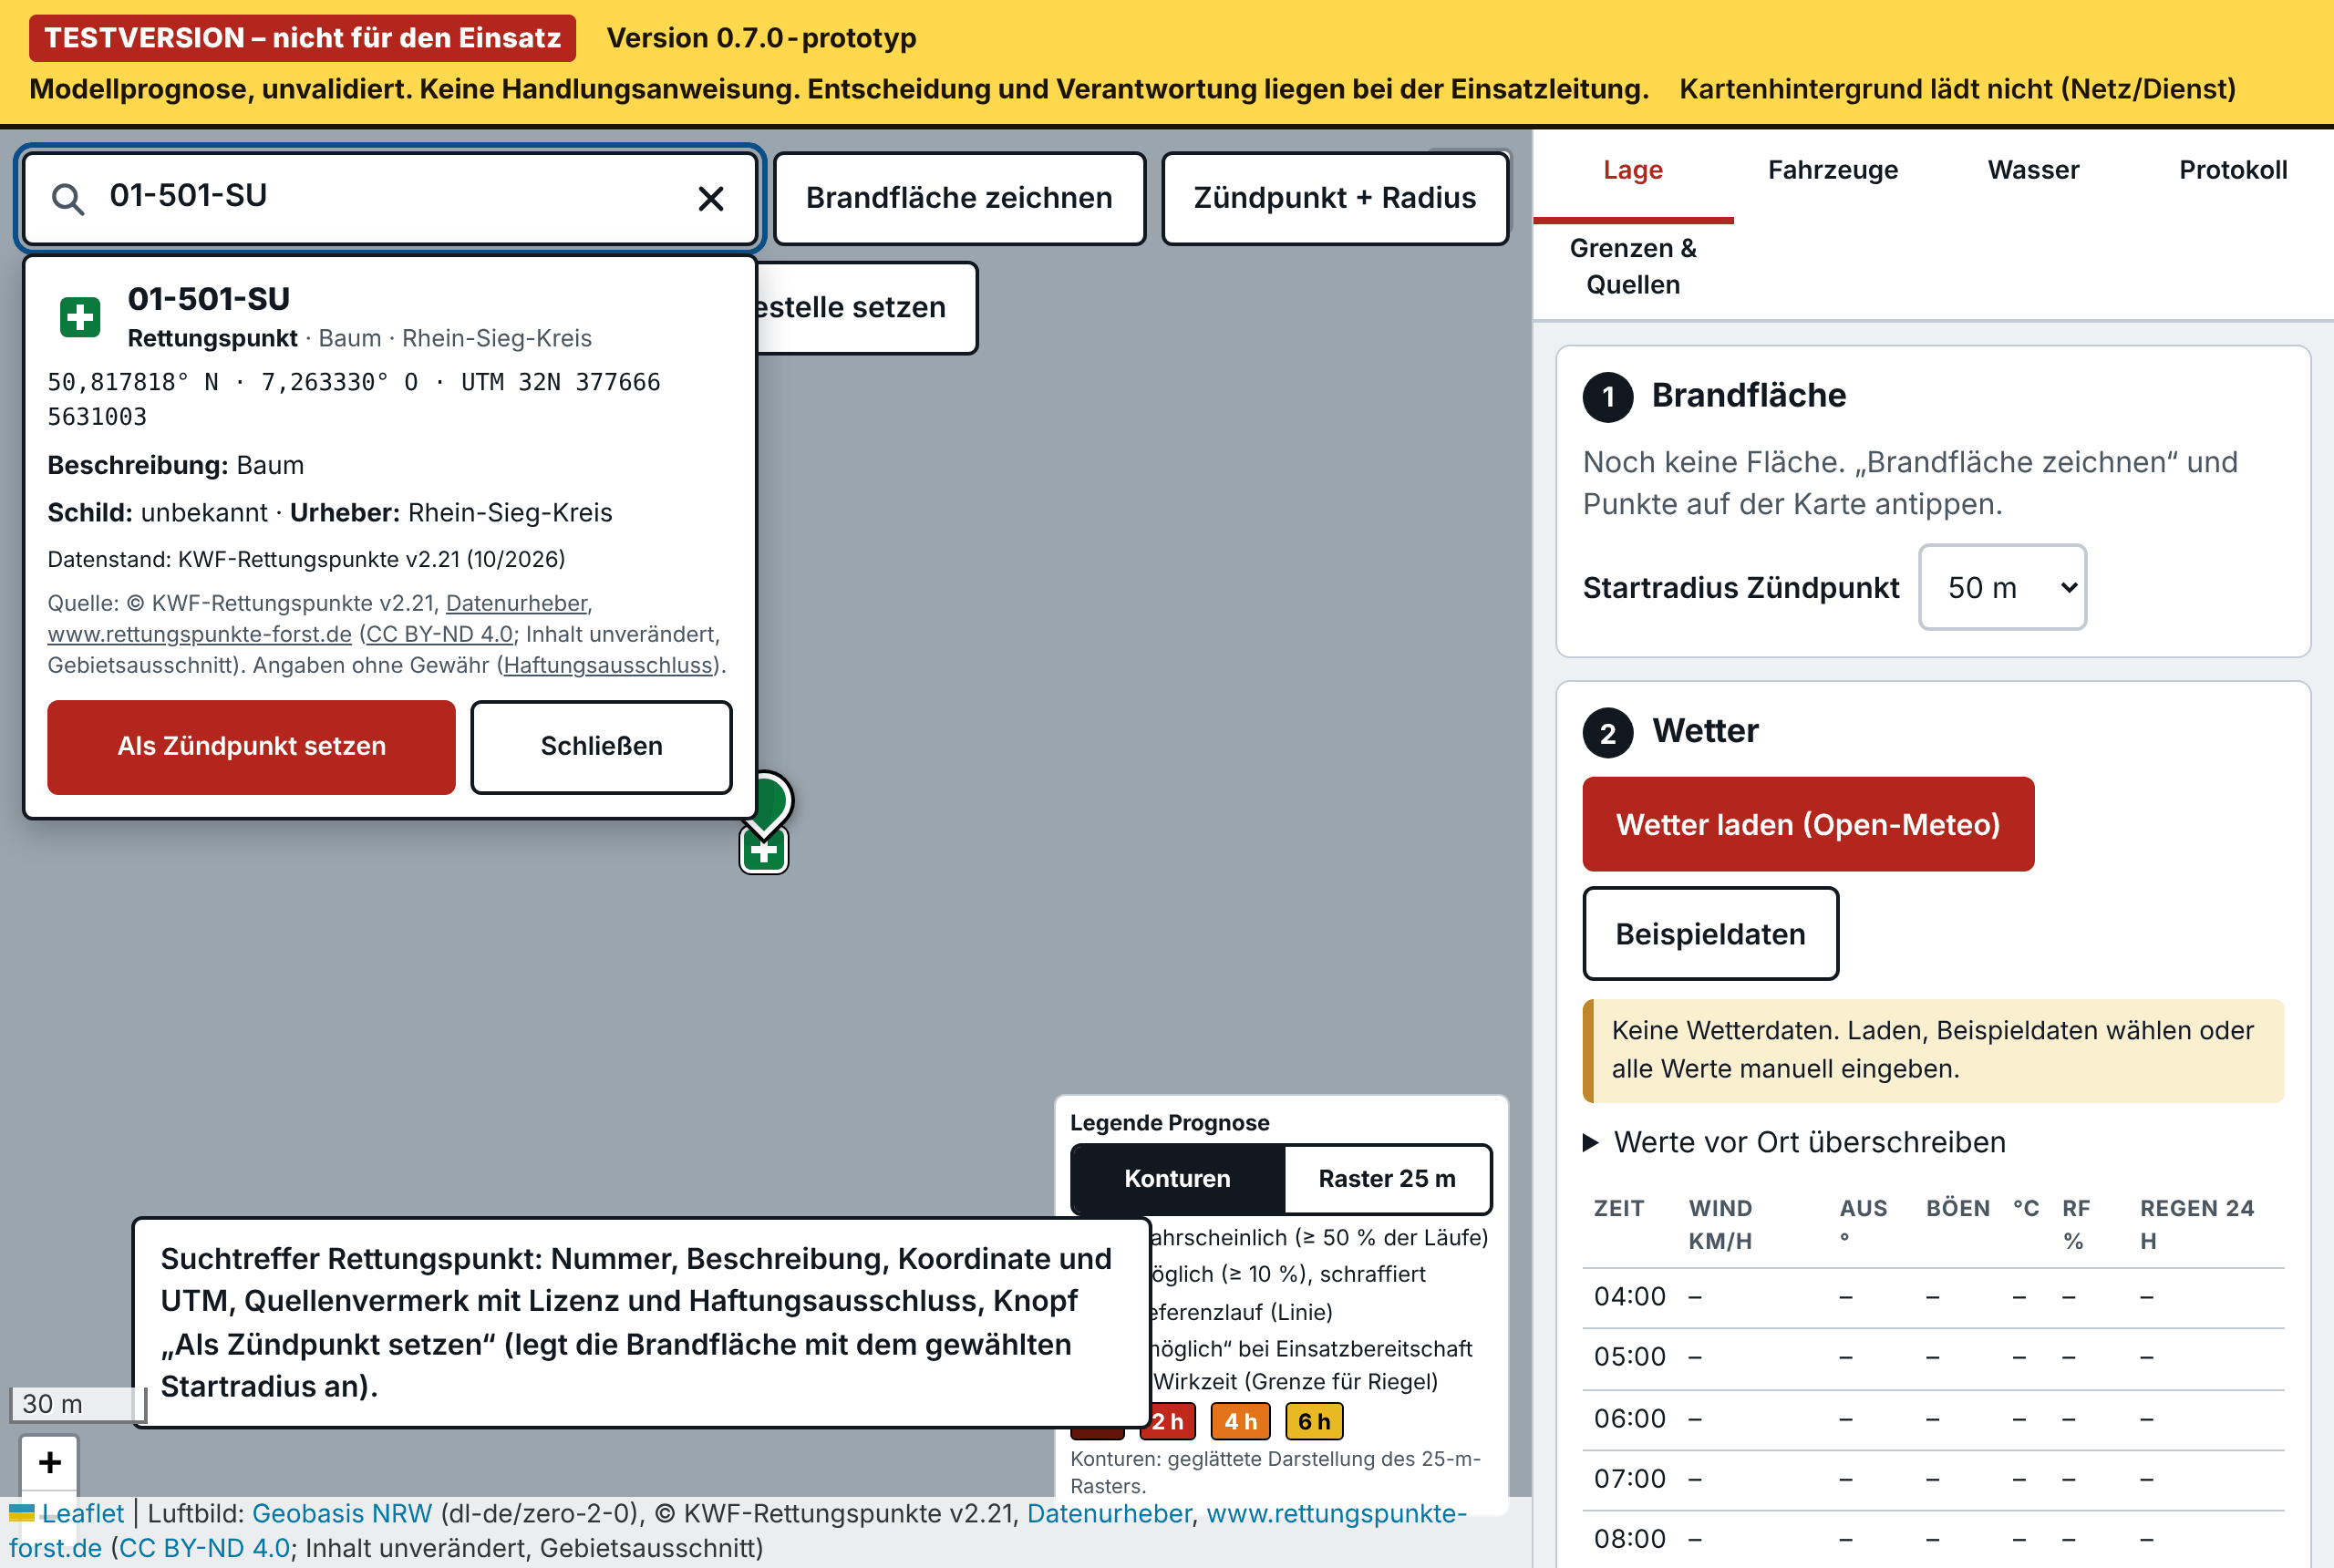 TESTVERSION – nicht für den Einsatz Version 0.7.0-prototyp
Modellprognose, unvalidiert. Keine Handlungsanweisung. Entscheidung und Verantwortung liegen bei der Einsatzleitung. Kartenhintergrund lädt nicht (Netz/Dienst)
01-501-SU
Brandfläche zeichnen
Zündpunkt + Radius
estelle setzen
01-501-SU
Rettungspunkt · Baum · Rhein-Sieg-Kreis
50,817818° N · 7,263330° O · UTM 32N 377666
5631003
Beschreibung: Baum
Schild: unbekannt · Urheber: Rhein-Sieg-Kreis
Datenstand: KWF-Rettungspunkte v2.21 (10/2026)
Quelle: © KWF-Rettungspunkte v2.21, Datenurheber,
www.rettungspunkte-forst.de (CC BY-ND 4.0; Inhalt unverändert,
Gebietsausschnitt). Angaben ohne Gewähr (Haftungsausschluss).
Als Zündpunkt setzen
Schließen
Legende Prognose
Konturen
Raster 25 m
ahrscheinlich (≥ 50 % der Läufe)
öglich (≥ 10 %), schraffiert
eferenzlauf (Linie)
nöglich“ bei Einsatzbereitschaft
Wirkzeit (Grenze für Riegel)
2 h
4 h
6 h
Konturen: geglättete Darstellung des 25-m-
Rasters.
Suchtreffer Rettungspunkt: Nummer, Beschreibung, Koordinate und
UTM, Quellenvermerk mit Lizenz und Haftungsausschluss, Knopf
„Als Zündpunkt setzen“ (legt die Brandfläche mit dem gewählten
Startradius an).
30 m
+
Leaflet | Luftbild: Geobasis NRW (dl-de/zero-2-0), © KWF-Rettungspunkte v2.21, Datenurheber, www.rettungspunkte-
forst.de (CC BY-ND 4.0; Inhalt unverändert, Gebietsausschnitt)
Lage
Fahrzeuge
Wasser
Protokoll
Grenzen &
Quellen
1 Brandfläche
Noch keine Fläche. „Brandfläche zeichnen“ und
Punkte auf der Karte antippen.
Startradius Zündpunkt 50 m
2 Wetter
Wetter laden (Open-Meteo)
Beispieldaten
Keine Wetterdaten. Laden, Beispieldaten wählen oder
alle Werte manuell eingeben.
Werte vor Ort überschreiben
ZEIT WIND AUS BÖEN °C RF REGEN 24
KM/H ° % H
04:00 – – – – – –
05:00 – – – – – –
06:00 – – – – – –
07:00 – – – – – –
08:00 – – – – – –